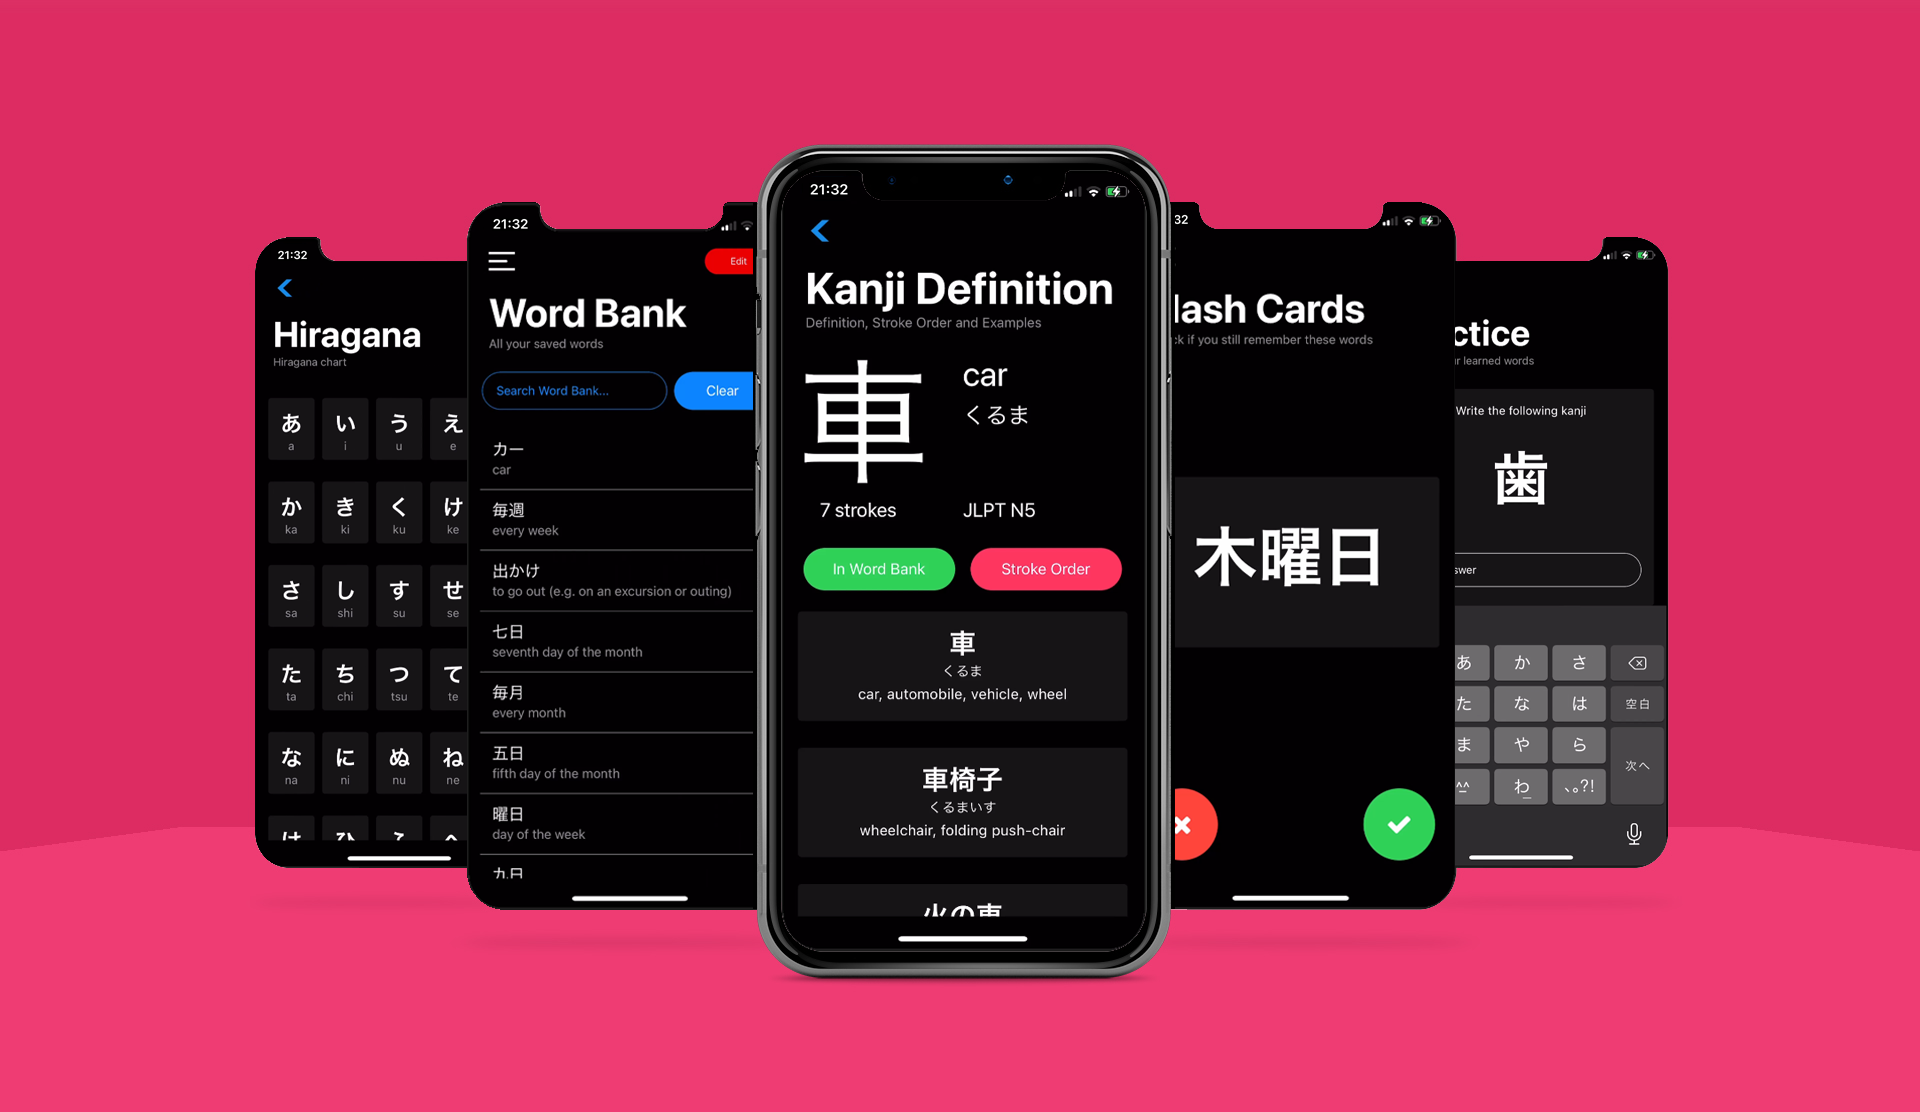 21:32
Hiragana
Hiragana chart
あ い う え
a i u e
か き く け
ka ki ku ke
さ し す せ
sa shi su se
た ち つ て
ta chi tsu te
な に ぬ ね
na ni nu ne
21:32
Edit
Word Bank
All your saved words
Search Word Bank...
Clear
カー
car
毎週
every week
出かけ
to go out (e.g. on an excursion or outing)
七日
seventh day of the month
毎月
every month
五日
fifth day of the month
曜日
day of the week
九日
21:32
Kanji Definition
Definition, Stroke Order and Examples
車
car
くるま
7 strokes
JLPT N5
In Word Bank
Stroke Order
車
くるま
car, automobile, vehicle, wheel
車椅子
くるまいす
wheelchair, folding push-chair
火の車
32
lash Cards
ck if you still remember these words
木曜日
ctice
ur learned words
Write the following kanji
歯
swer
あ か さ
た な は 空白
ま や ら
^^ わ 、。?! 次へ